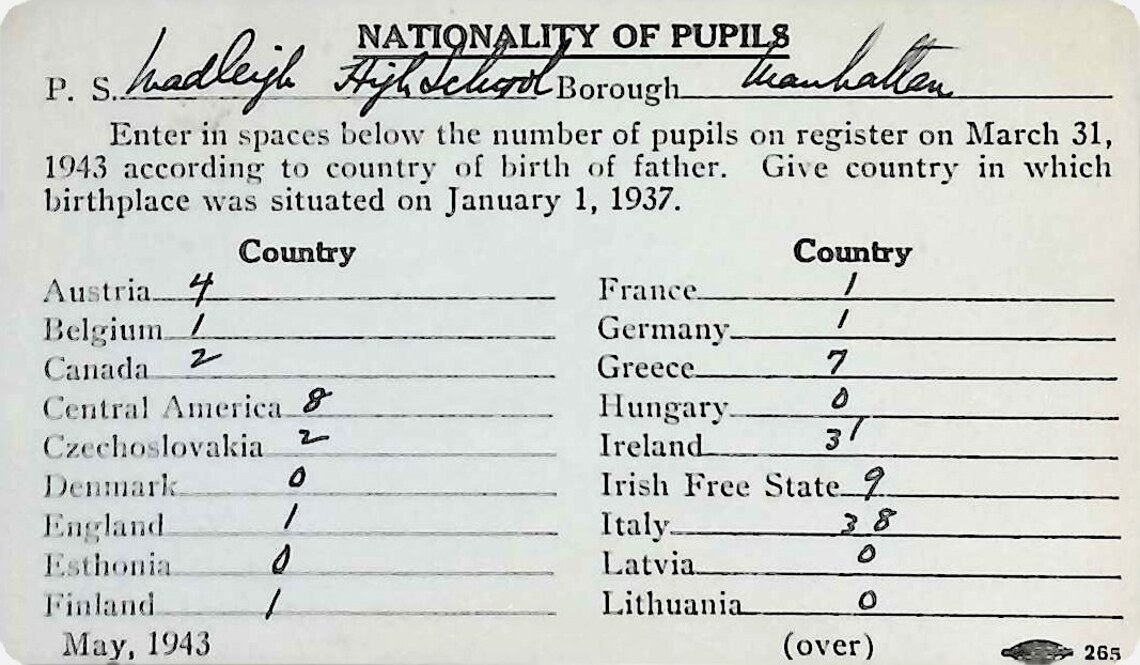 NATIONALITY OF PUPILS
P. S. Wadleigh High School Borough Manhattan
Enter in spaces below the number of pupils on register on March 31,
1943 according to country of birth of father. Give country in which
birthplace was situated on January 1, 1937.
Country
Austria 4
Belgium 1
Canada 2
Central America 8
Czechoslovakia 2
Denmark 0
England 1
Esthonia 0
Finland 1
May, 1943
Country
France 1
Germany 1
Greece 7
Hungary 0
Ireland 31
Irish Free State 9
Italy 38
Latvia 0
Lithuania 0
(over)
265